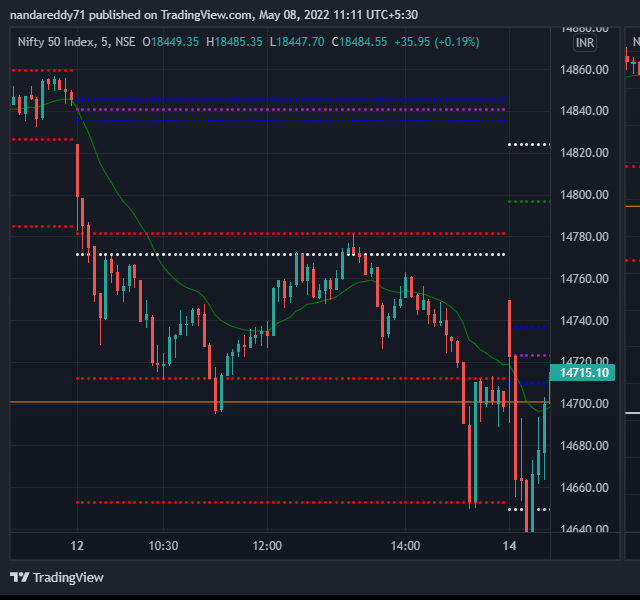 nandareddy71 published on TradingView.com, May 08, 2022 11:11 UTC+5:30
Nifty 50 Index, 5, NSE O18449.35 H18485.35 L18447.70 C18484.55 +35.95 (+0.19%)
14880.00
INR
N
14860.00
14840.00
14820.00
14800.00
14780.00
14760.00
14740.00
14720.00
14715.10
14700.00
14680.00
14660.00
14640.00
12 10:30 12:00 14:00 14
TradingView